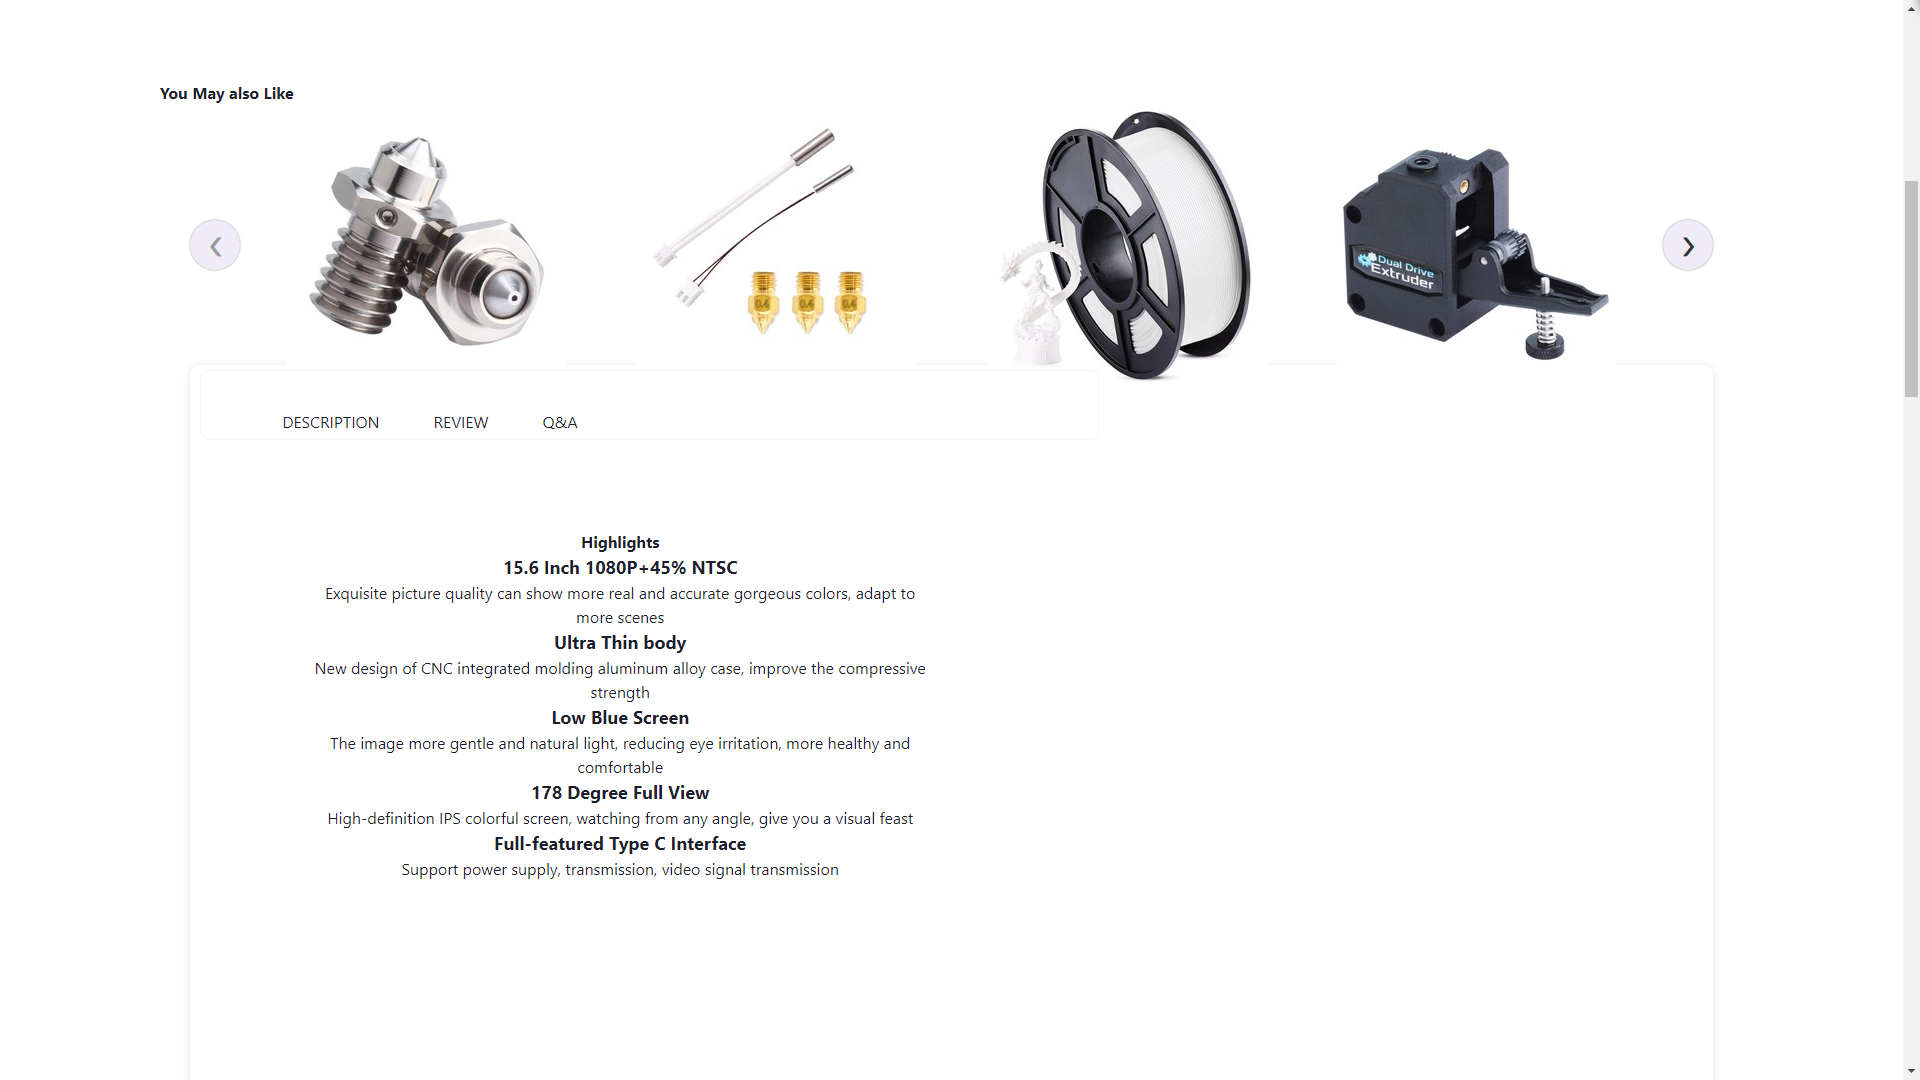 You May also Like
❮
0.4
0.4
0.4
Dual Drive
Extruder
❯
DESCRIPTION
REVIEW
Q&A
Highlights
15.6 Inch 1080P+45% NTSC
Exquisite picture quality can show more real and accurate gorgeous colors, adapt to
more scenes
Ultra Thin body
New design of CNC integrated molding aluminum alloy case, improve the compressive
strength
Low Blue Screen
The image more gentle and natural light, reducing eye irritation, more healthy and
comfortable
178 Degree Full View
High-definition IPS colorful screen, watching from any angle, give you a visual feast
Full-featured Type C Interface
Support power supply, transmission, video signal transmission